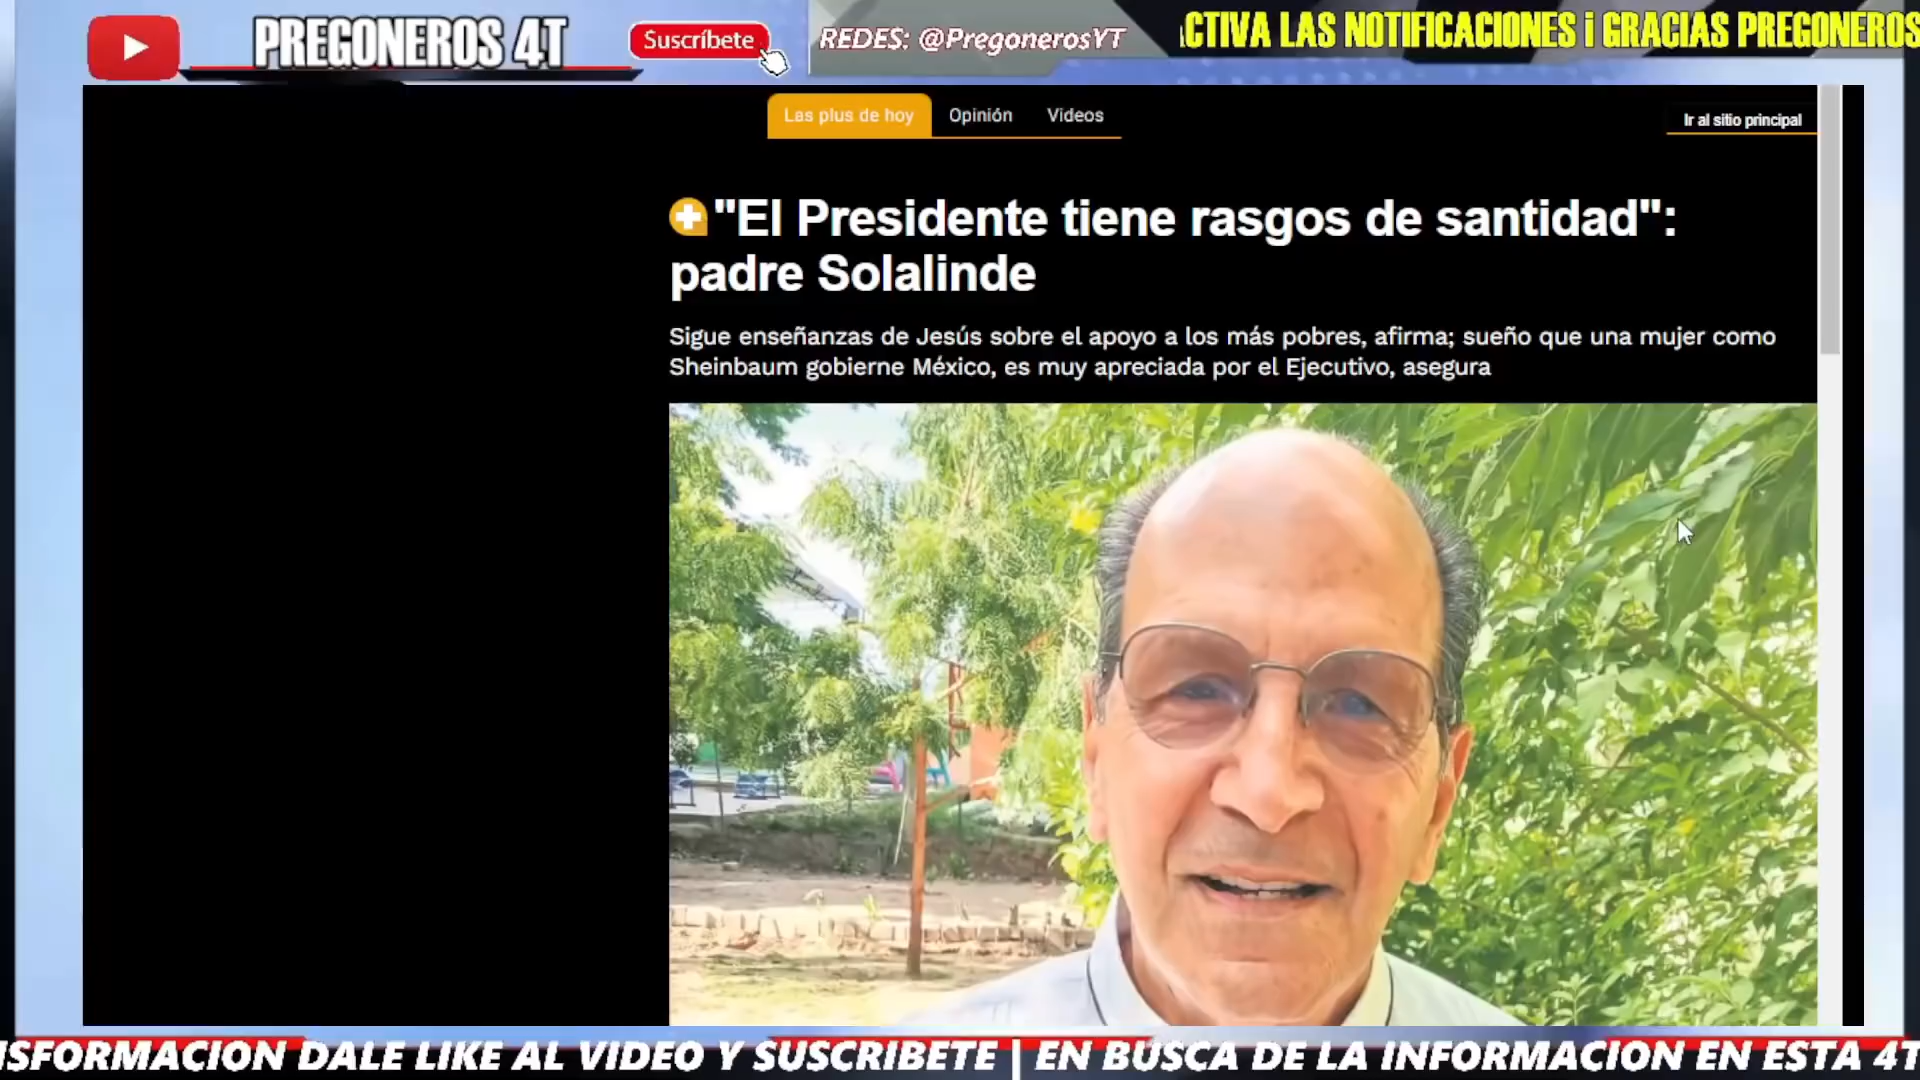 PREGONEROS 4T
Suscríbete
REDES: @PregonerosYT
CTIVA LAS NOTIFICACIONES ¡ GRACIAS PREGONEROS
Las plus de hoy
Opinión
Videos
Ir al sitio principal
"El Presidente tiene rasgos de santidad":
padre Solalinde
Sigue enseñanzas de Jesús sobre el apoyo a los más pobres, afirma; sueño que una mujer como
Sheinbaum gobierne México, es muy apreciada por el Ejecutivo, asegura
NSFORMACION DALE LIKE AL VIDEO Y SUSCRIBETE | EN BUSCA DE LA INFORMACION EN ESTA 4T